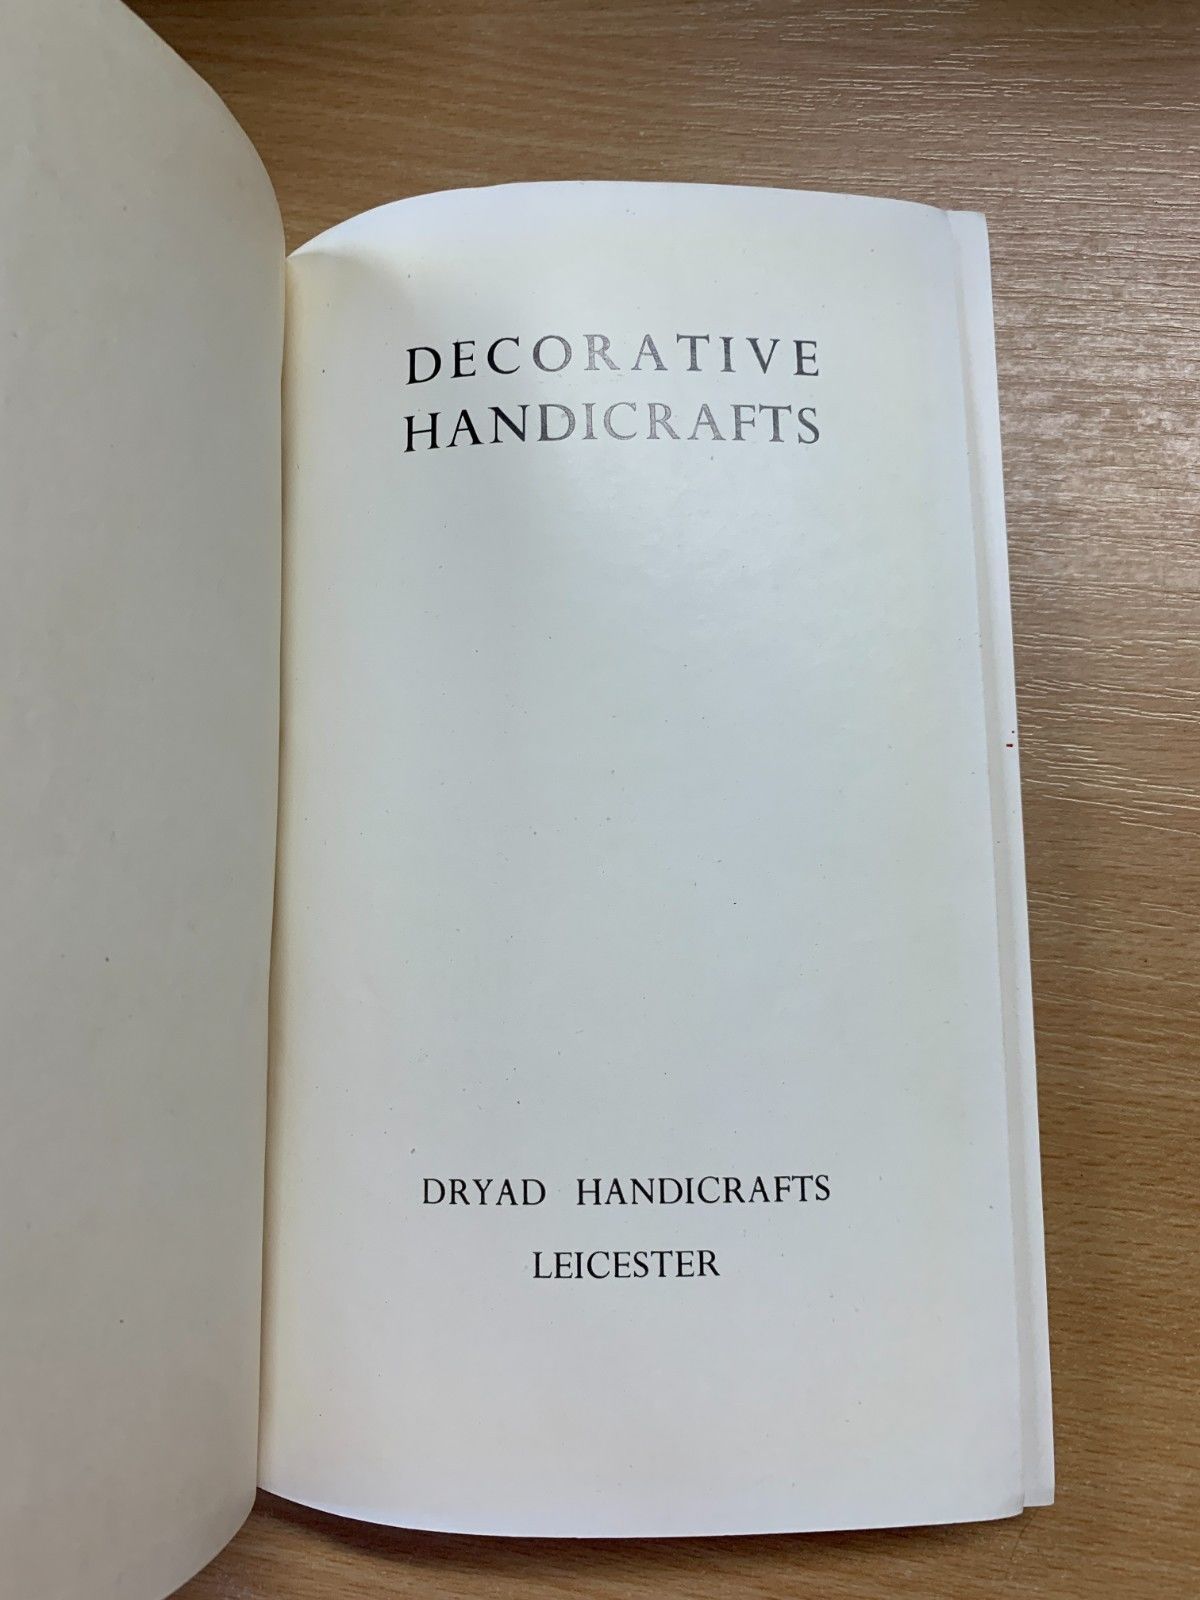 DECORATIVE
HANDICRAFTS
DRYAD HANDICRAFTS
LEICESTER